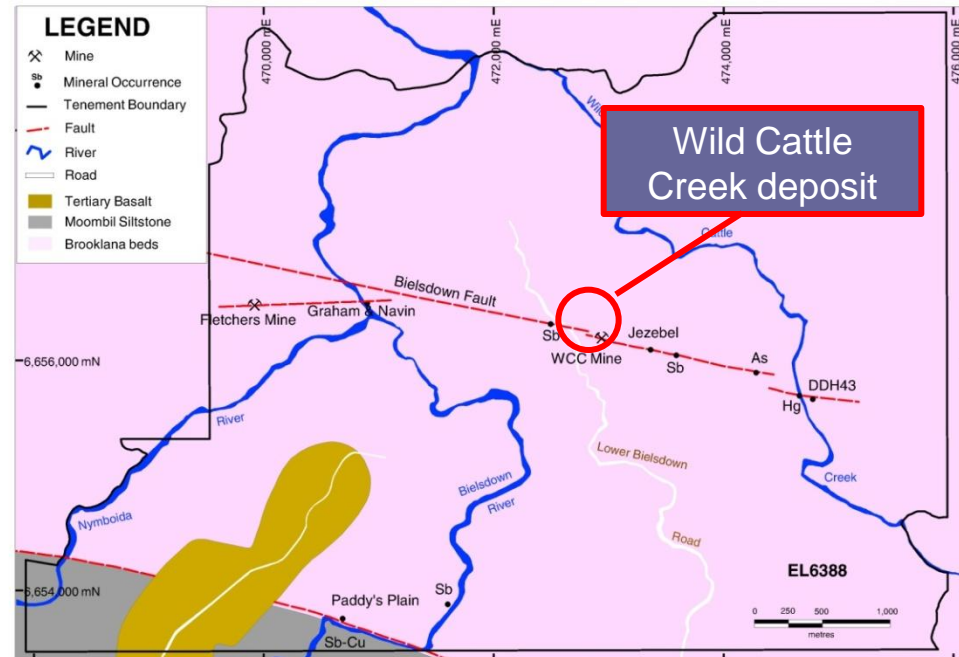 LEGEND
Mine
Sb
Mineral Occurrence
Tenement Boundary
Fault
River
Road
Tertiary Basalt
Moombil Siltstone
Brooklana beds
470,000 mE
472,000 mE
474,000 mE
476,000 mE
Wild Cattle
Creek deposit
Cattle
Bielsdown Fault
Fletchers Mine
Graham & Navin
Sb
WCC Mine
Jezebel
Sb
As
Hg
DDH43
6,656,000 mN
River
Lower Bielsdown
Road
Bielsdown
River
Creek
Nymboida
EL6388
6,654,000 mN
Paddy's Plain
Sb
Sb-Cu
0 250 500 1,000
metres